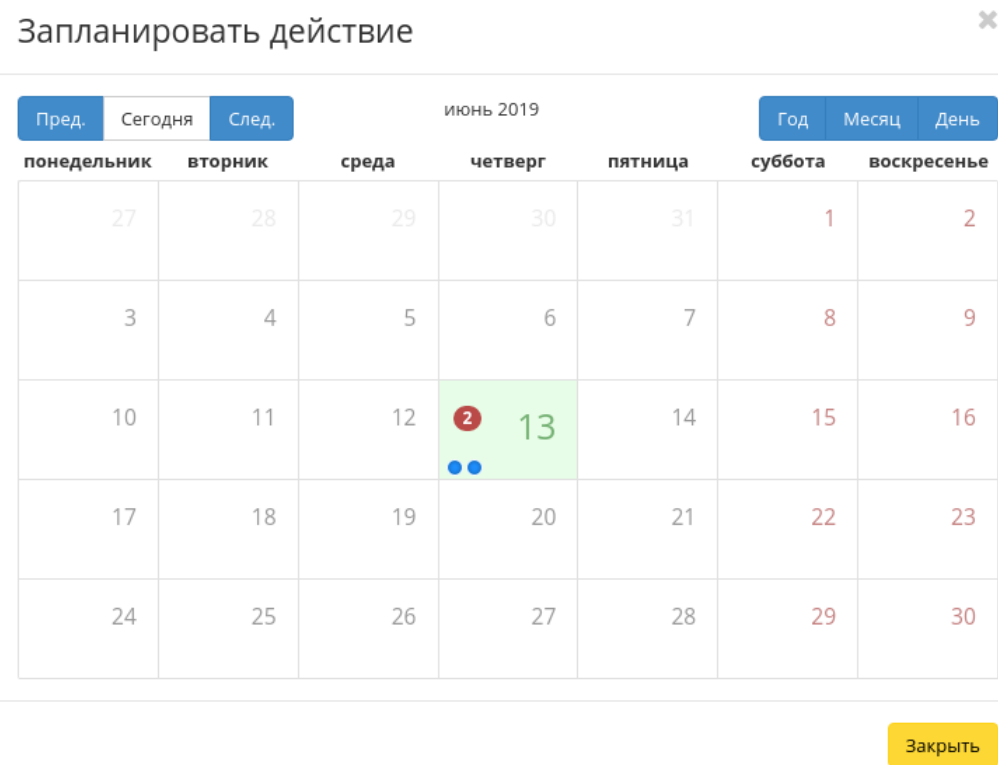 Запланировать действие
Пред. Сегодня След. июнь 2019 Год Месяц День
понедельник вторник среда четверг пятница суббота воскресенье
27 28 29 30 31 1 2
3 4 5 6 7 8 9
10 11 12 2 13 14 15 16
17 18 19 20 21 22 23
24 25 26 27 28 29 30
Закрыть